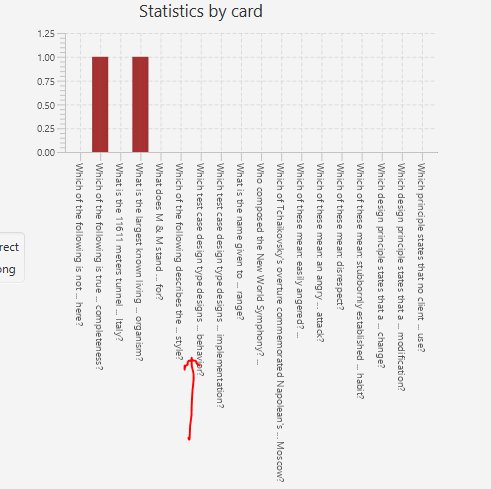 Statistics by card
1.25
1.00
0.75
0.50
0.25
0.00
Which of the following is not ... here?
Which of the following is true ... completeness?
What is the 11611 meters tunnel ... Italy?
What is the largest known living ... organism?
What does M & M stand ... for?
Which of the following describes the ... style?
Which test case design type designs ... behavior?
Which test case design type designs ... implementation?
What is the name given to ... range?
Who composed the New World Symphony? ...
Which of Tchaikovsky's overture commemorated Napolean's ... Moscow?
Which of these mean: easily angered? ...
Which of these mean: an angry ... attack?
Which of these mean: disrespect?
Which of these mean: stubbornly established ... habit?
Which design principle states that a ... change?
Which design principle states that a ... modification?
Which principle states that no client ... use?
rect
ong